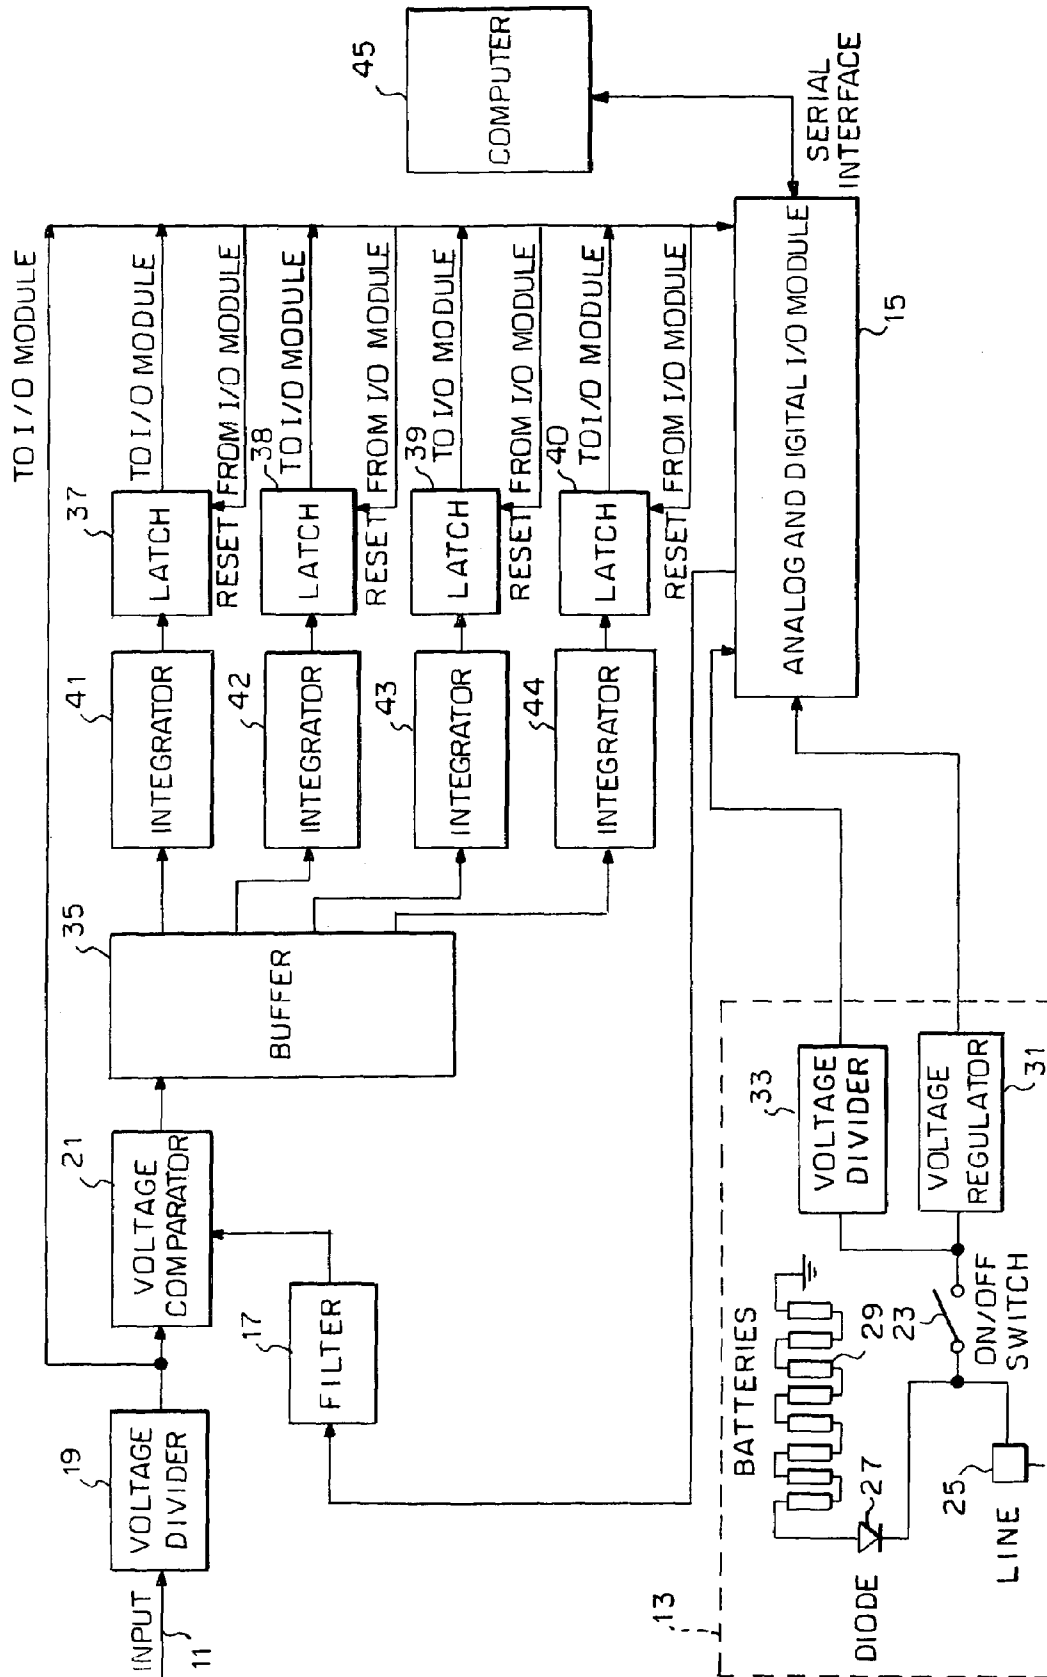 INPUT
11
VOLTAGE
DIVIDER
19
TO I/O MODULE
VOLTAGE
COMPARATOR
21
FILTER
17
BUFFER
35
INTEGRATOR
41
LATCH
37
TO I/O MODULE
RESET
FROM I/O MODULE
INTEGRATOR
42
LATCH
38
TO I/O MODULE
RESET
FROM I/O MODULE
INTEGRATOR
43
LATCH
39
TO I/O MODULE
RESET
FROM I/O MODULE
INTEGRATOR
44
LATCH
40
TO I/O MODULE
RESET
FROM I/O MODULE
COMPUTER
45
SERIAL
INTERFACE
ANALOG AND DIGITAL I/O MODULE
15
13
BATTERIES
29
DIODE
27
LINE
25
23
ON/OFF
SWITCH
VOLTAGE
DIVIDER
33
VOLTAGE
REGULATOR
31